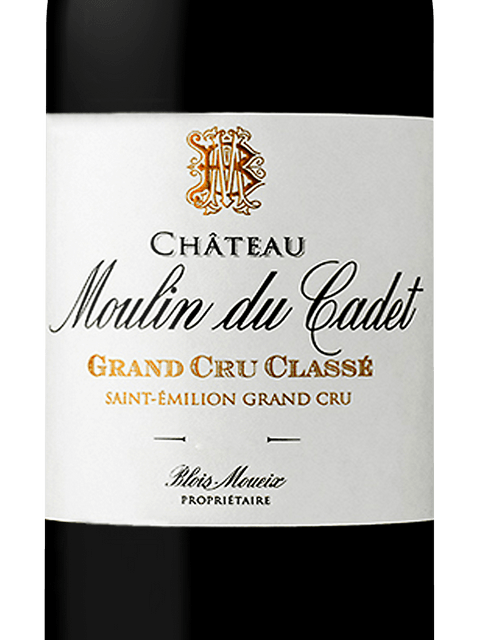 CHÂTEAU
Moulin du Cadet
GRAND CRU CLASSÉ
SAINT-ÉMILION GRAND CRU
Blois Moueix
PROPRIÉTAIRE